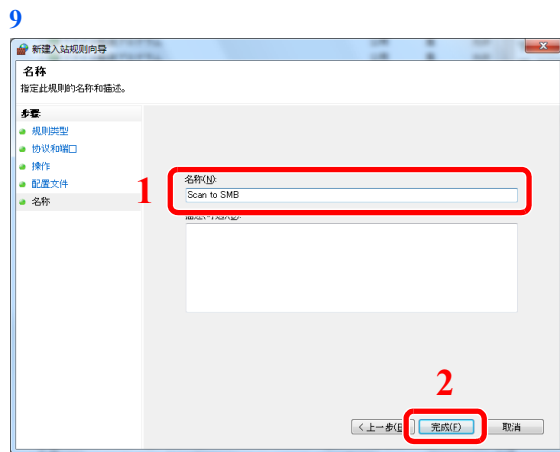 9
新建入站规则向导
名称
指定此规则的名称和描述。
步骤:
规则类型
协议和端口
操作
配置文件
名称
1
名称(N):
Scan to SMB
2
< 上一步(B)
完成(F)
取消